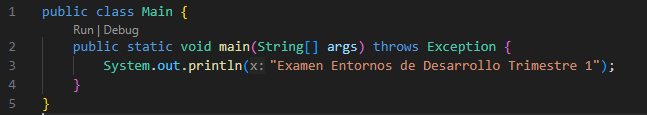 1 public class Main {
Run | Debug
2 public static void main(String[] args) throws Exception {
3 System.out.println(x: "Examen Entornos de Desarrollo Trimestre 1");
4 }
5 }